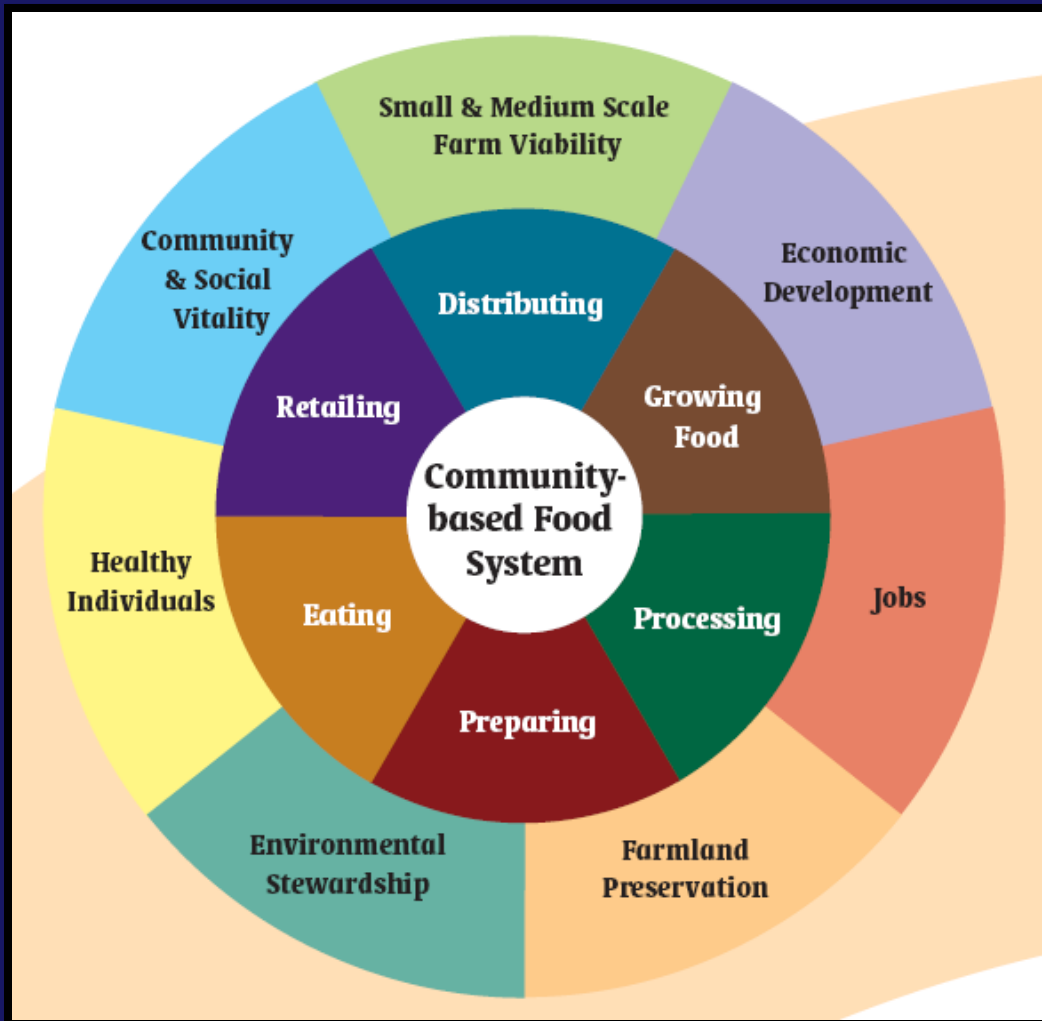 Small & Medium Scale
Farm Viability
Economic
Development
Jobs
Farmland
Preservation
Environmental
Stewardship
Healthy
Individuals
Community
& Social
Vitality
Distributing
Growing
Food
Processing
Preparing
Eating
Retailing
Community-
based Food
System